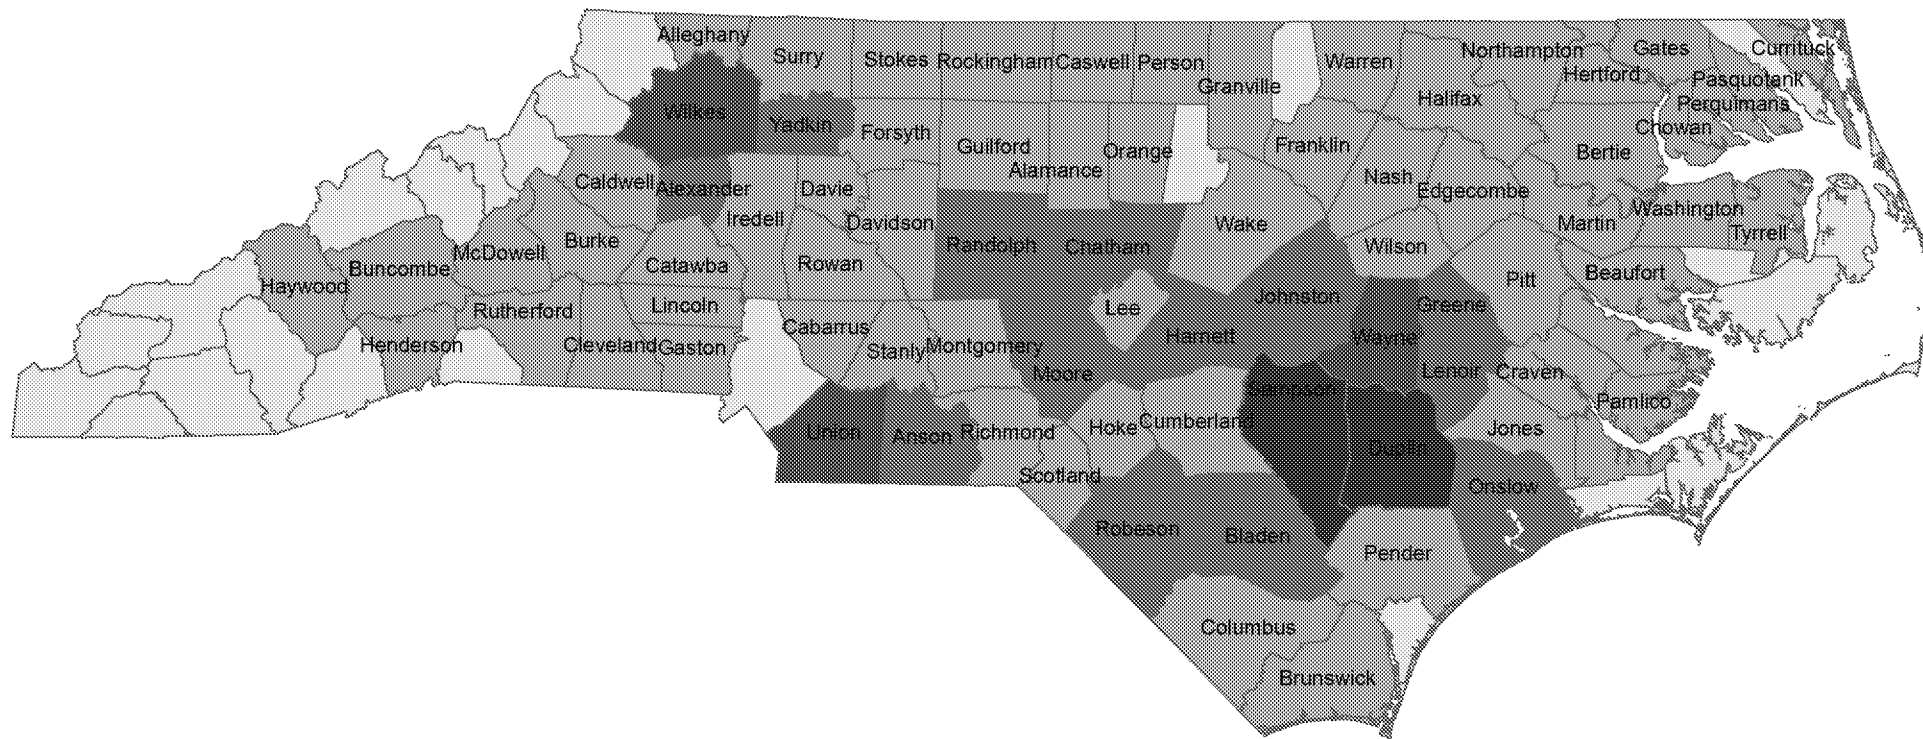 Alleghany
Surry
Stokes
Rockingham
Caswell
Person
Granville
Warren
Northampton
Hertford
Gates
Currituck
Pasquotank
Perquimans
Chowan
Halifax
Wilkes
Yadkin
Forsyth
Guilford
Alamance
Orange
Franklin
Nash
Edgecombe
Bertie
Martin
Washington
Tyrrell
Caldwell
Alexander
Iredell
Davie
Davidson
Randolph
Chatham
Wake
Wilson
Pitt
Beaufort
Haywood
Buncombe
McDowell
Burke
Catawba
Rowan
Rutherford
Lincoln
Henderson
Cleveland
Gaston
Cabarrus
Stanly
Montgomery
Moore
Lee
Harnett
Johnston
Wayne
Greene
Lenoir
Craven
Pamlico
Union
Anson
Richmond
Scotland
Hoke
Cumberland
Sampson
Duplin
Jones
Onslow
Robeson
Bladen
Pender
Columbus
Brunswick